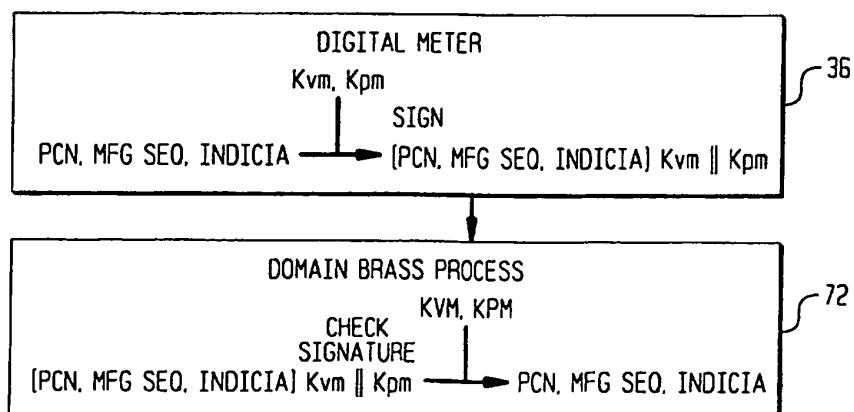 DIGITAL METER
Kvm, Kpm
SIGN
PCN, MFG SEQ, INDICIA
[PCN, MFG SEQ, INDICIA] Kvm || Kpm
36
DOMAIN BRASS PROCESS
KVM, KPM
CHECK
SIGNATURE
[PCN, MFG SEQ, INDICIA] Kvm || Kpm
PCN, MFG SEQ, INDICIA
72